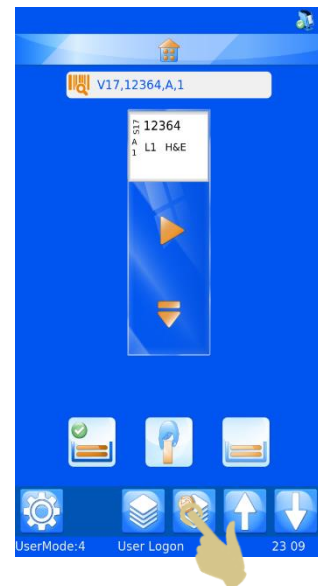 V17,12364,A,1
S17 12364
A 1 L1 H&E
UserMode:4 User Logon 23 09